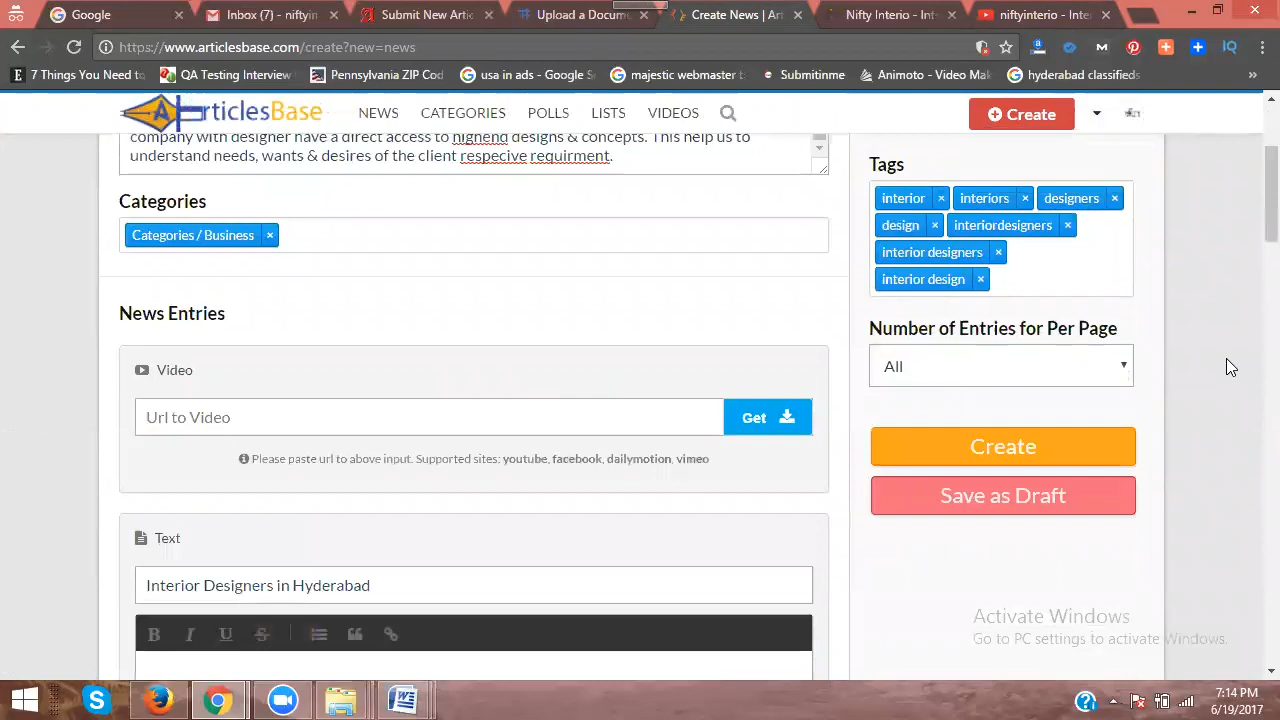 Google
Inbox (7) - niftyin
Submit New Artic
Upload a Docum
Create News | Art
Nifty Interio - Int
niftyinterio - Inte
https://www.articlesbase.com/create?new=news
7 Things You Need to
QA Testing Interview
Pennsylvania ZIP Cod
usa in ads - Google Se
majestic webmaster t
Submitinme
Animoto - Video Mak
hyderabad classifieds
»
ArticlesBase
NEWS
CATEGORIES
POLLS
LISTS
VIDEOS
Create
company with designer have a direct access to highend designs & concepts. This help us to
understand needs, wants & desires of the client respecive requirment.
Categories
Categories / Business ×
News Entries
Video
Url to Video
Get
Please paste url to above input. Supported sites: youtube, facebook, dailymotion, vimeo
Text
Interior Designers in Hyderabad
B I U S
Tags
interior × interiors × designers ×
design × interiordesigners ×
interior designers ×
interior design ×
Number of Entries for Per Page
All
Create
Save as Draft
Activate Windows
Go to PC settings to activate Windows.
7:14 PM
6/19/2017